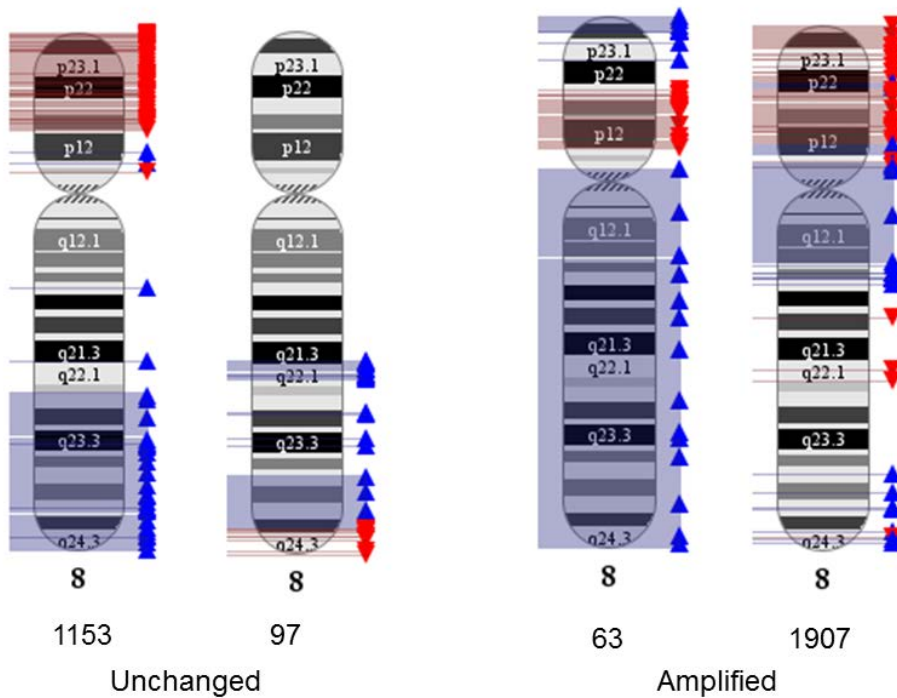 p23.1
p22
p12
q12.1
q21.3
q22.1
q23.3
q24.3
8
1153
p23.1
p22
p12
q12.1
q21.3
q22.1
q23.3
q24.3
8
97
Unchanged
p23.1
p22
p12
q12.1
q21.3
q22.1
q23.3
q24.3
8
63
p23.1
p22
p12
q12.1
q21.3
q22.1
q23.3
q24.3
8
1907
Amplified